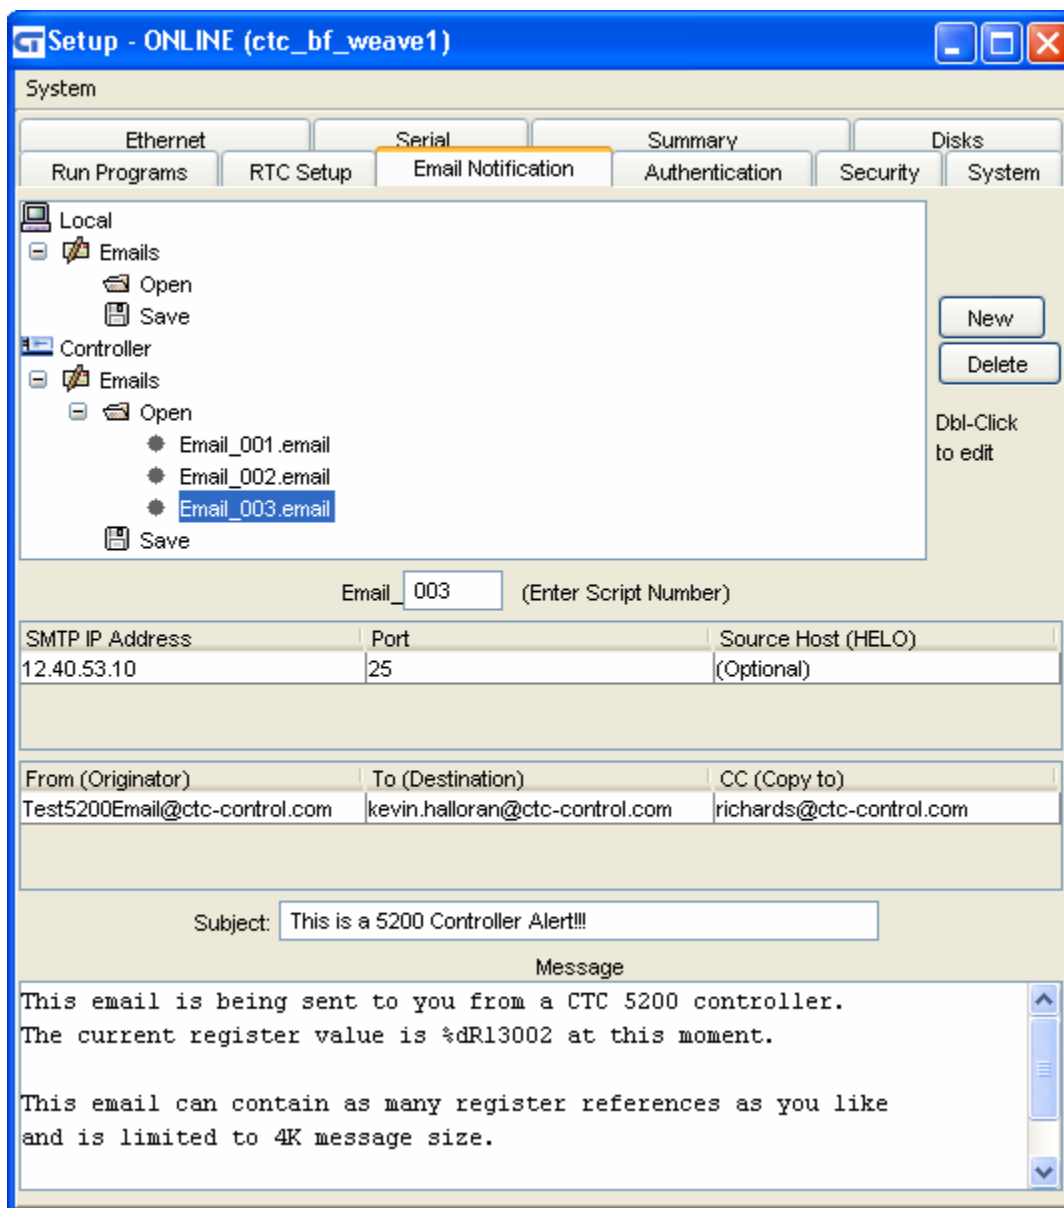 CT Setup - ONLINE (ctc_bf_weave1)
System
Ethernet Serial Summary Disks
Run Programs RTC Setup Email Notification Authentication Security System
Local
Emails
Open
Save
New
Controller
Delete
Emails
Open
Dbl-Click
to edit
Email_001.email
Email_002.email
Email_003.email
Save
Email_ 003 (Enter Script Number)
SMTP IP Address Port Source Host (HELO)
12.40.53.10 25 (Optional)
From (Originator) To (Destination) CC (Copy to)
Test5200Email@ctc-control.com kevin.halloran@ctc-control.com richards@ctc-control.com
Subject: This is a 5200 Controller Alert!!!
Message
This email is being sent to you from a CTC 5200 controller.
The current register value is %dR13002 at this moment.
This email can contain as many register references as you like
and is limited to 4K message size.